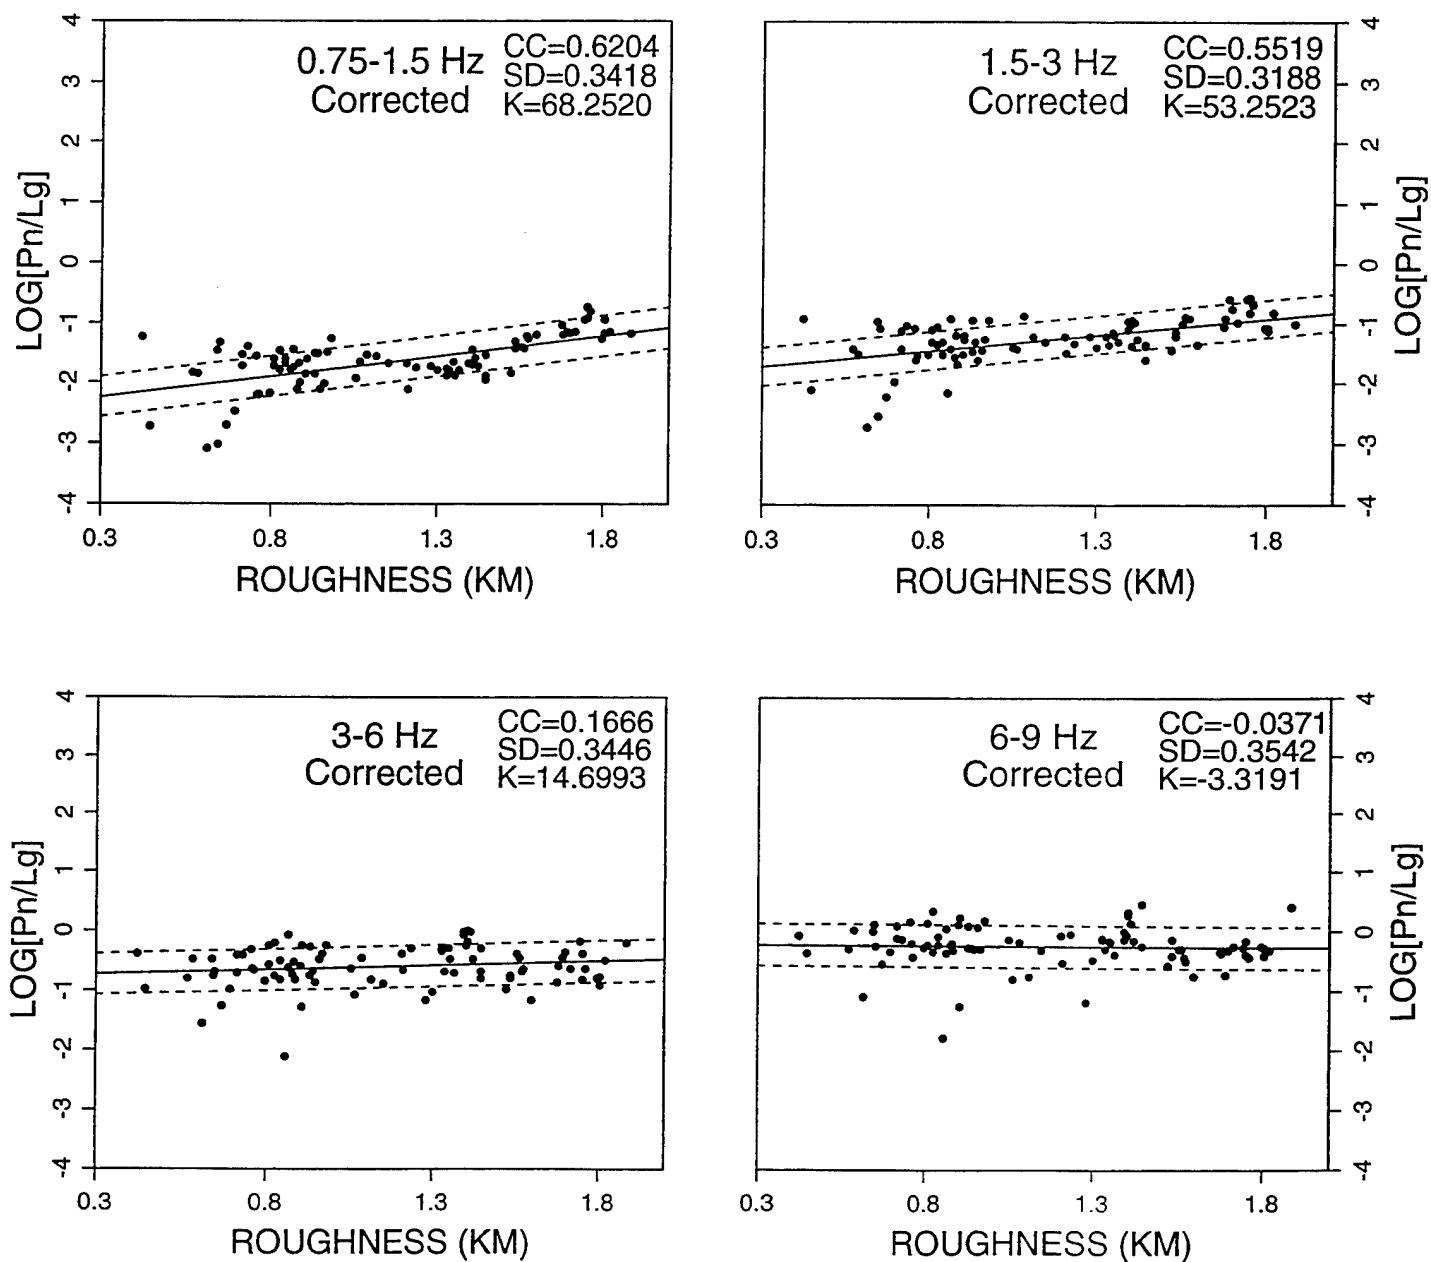 0.75-1.5 Hz
Corrected
CC=0.6204
SD=0.3418
K=68.2520
LOG[Pn/Lg]
4
3
2
1
0
-1
-2
-3
-4
0.3 0.8 1.3 1.8
ROUGHNESS (KM)
1.5-3 Hz
Corrected
CC=0.5519
SD=0.3188
K=53.2523
4
3
2
1
0
-1
-2
-3
-4
LOG[Pn/Lg]
0.3 0.8 1.3 1.8
ROUGHNESS (KM)
3-6 Hz
Corrected
CC=0.1666
SD=0.3446
K=14.6993
LOG[Pn/Lg]
4
3
2
1
0
-1
-2
-3
-4
0.3 0.8 1.3 1.8
ROUGHNESS (KM)
6-9 Hz
Corrected
CC=-0.0371
SD=0.3542
K=-3.3191
4
3
2
1
0
-1
-2
-3
-4
LOG[Pn/Lg]
0.3 0.8 1.3 1.8
ROUGHNESS (KM)